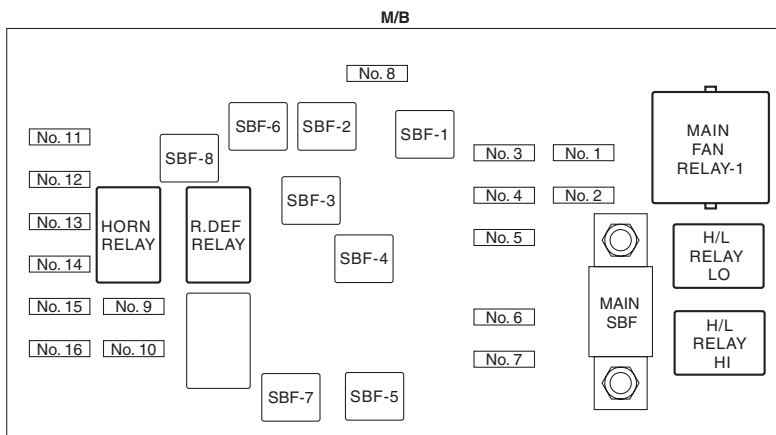 M/B
No. 8
SBF-6
SBF-2
SBF-1
No. 11
SBF-8
No. 3
No. 1
MAIN
FAN
RELAY-1
No. 12
SBF-3
No. 4
No. 2
No. 13
HORN
RELAY
R.DEF
RELAY
No. 5
SBF-4
H/L
RELAY
LO
No. 14
No. 15
No. 9
MAIN
SBF
No. 6
H/L
RELAY
HI
No. 16
No. 10
No. 7
SBF-7
SBF-5